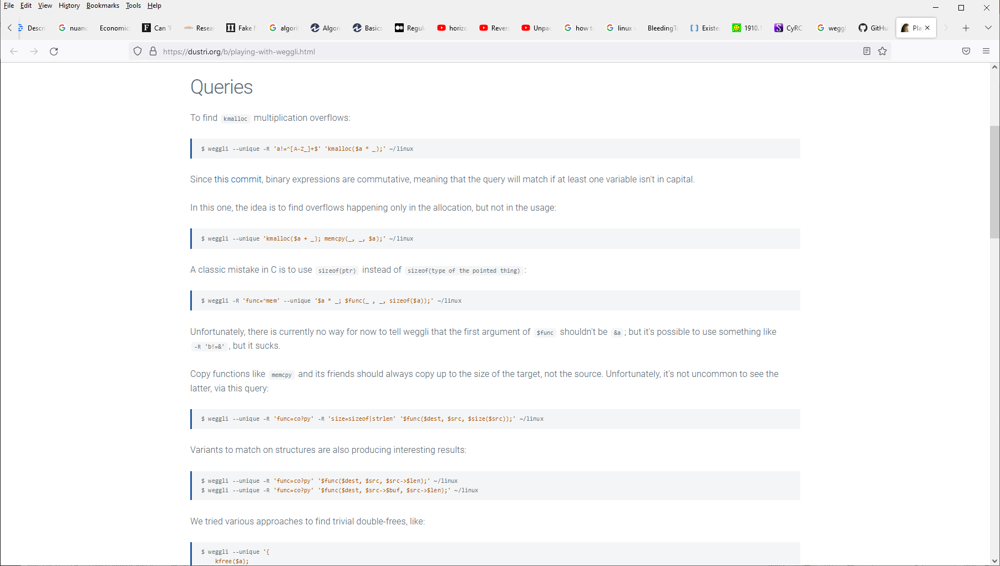 File Edit View History Bookmarks Tools Help
Descri nuanc Economic Can 'F Resea Fake N algori Algori Basics Regula horizo Revers Unpac how t linux v BleedingTo Existen 1910.1 CyRC weggl GitHu Play
https://dustri.org/b/playing-with-weggli.html
Queries
To find kmalloc multiplication overflows:
$ weggli --unique -R 'a!=^[A-Z_]+$' 'kmalloc($a * _);' ~/linux
Since this commit, binary expressions are commutative, meaning that the query will match if at least one variable isn't in capital.
In this one, the idea is to find overflows happening only in the allocation, but not in the usage:
$ weggli --unique 'kmalloc($a + _); memcpy(_, _, $a);' ~/linux
A classic mistake in C is to use sizeof(ptr) instead of sizeof(type of the pointed thing) :
$ weggli -R 'func=^mem' --unique '$a * _; $func(_ , _, sizeof($a));' ~/linux
Unfortunately, there is currently no way for now to tell weggli that the first argument of $func shouldn't be &a ; but it's possible to use something like
-R 'b!=&' , but it sucks.
Copy functions like memcpy and its friends should always copy up to the size of the target, not the source. Unfortunately, it's not uncommon to see the
latter, via this query:
$ weggli --unique -R 'func=co?py' -R 'size=sizeof|strlen' '$func($dest, $src, $size($src));' ~/linux
Variants to match on structures are also producing interesting results:
$ weggli --unique -R 'func=co?py' '$func($dest, $src, $src->$len);' ~/linux
$ weggli --unique -R 'func=co?py' '$func($dest, $src->$buf, $src->$len);' ~/linux
We tried various approaches to find trivial double-frees, like:
$ weggli --unique '{
kfree($a);